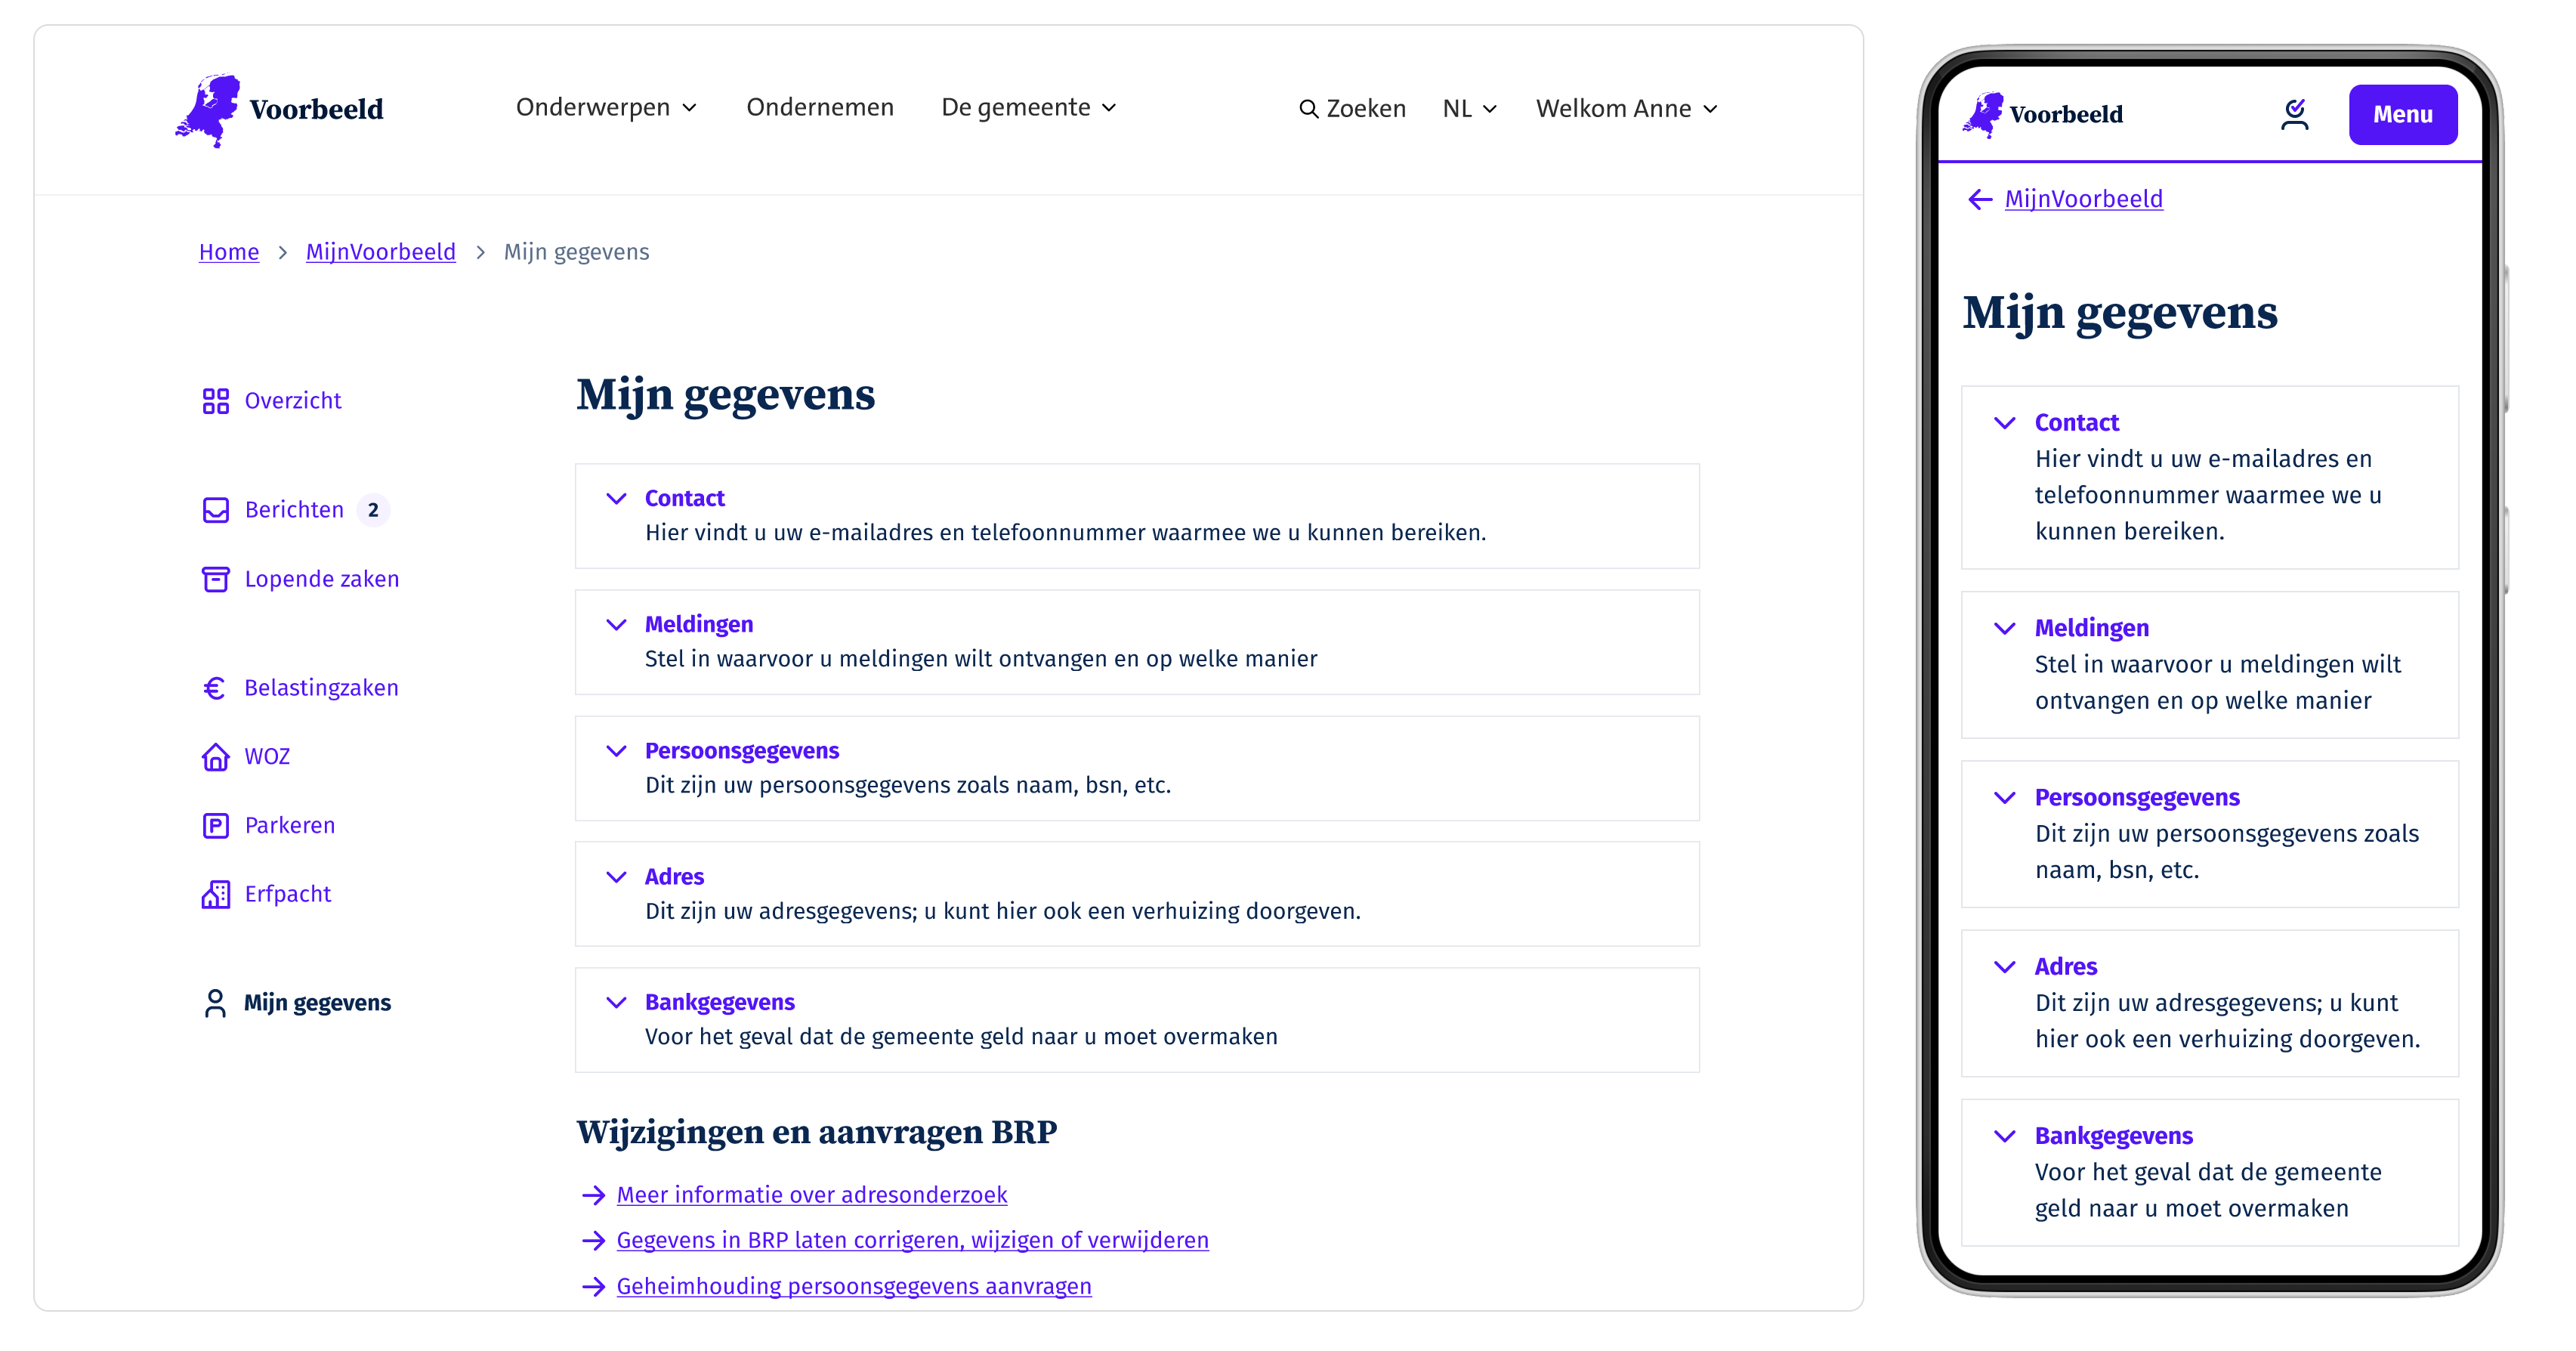 Voorbeeld
Onderwerpen
Ondernemen
De gemeente
Zoeken
NL
Welkom Anne
Home
MijnVoorbeeld
Mijn gegevens
Overzicht
Berichten 2
Lopende zaken
€ Belastingzaken
WOZ
P Parkeren
Erfpacht
Mijn gegevens
Mijn gegevens
Contact
Hier vindt u uw e-mailadres en telefoonnummer waarmee we u kunnen bereiken.
Meldingen
Stel in waarvoor u meldingen wilt ontvangen en op welke manier
Persoonsgegevens
Dit zijn uw persoonsgegevens zoals naam, bsn, etc.
Adres
Dit zijn uw adresgegevens; u kunt hier ook een verhuizing doorgeven.
Bankgegevens
Voor het geval dat de gemeente geld naar u moet overmaken
Wijzigingen en aanvragen BRP
Meer informatie over adresonderzoek
Gegevens in BRP laten corrigeren, wijzigen of verwijderen
Geheimhouding persoonsgegevens aanvragen
Voorbeeld
Menu
MijnVoorbeeld
Mijn gegevens
Contact
Hier vindt u uw e-mailadres en
telefoonnummer waarmee we u
kunnen bereiken.
Meldingen
Stel in waarvoor u meldingen wilt
ontvangen en op welke manier
Persoonsgegevens
Dit zijn uw persoonsgegevens zoals
naam, bsn, etc.
Adres
Dit zijn uw adresgegevens; u kunt
hier ook een verhuizing doorgeven.
Bankgegevens
Voor het geval dat de gemeente
geld naar u moet overmaken